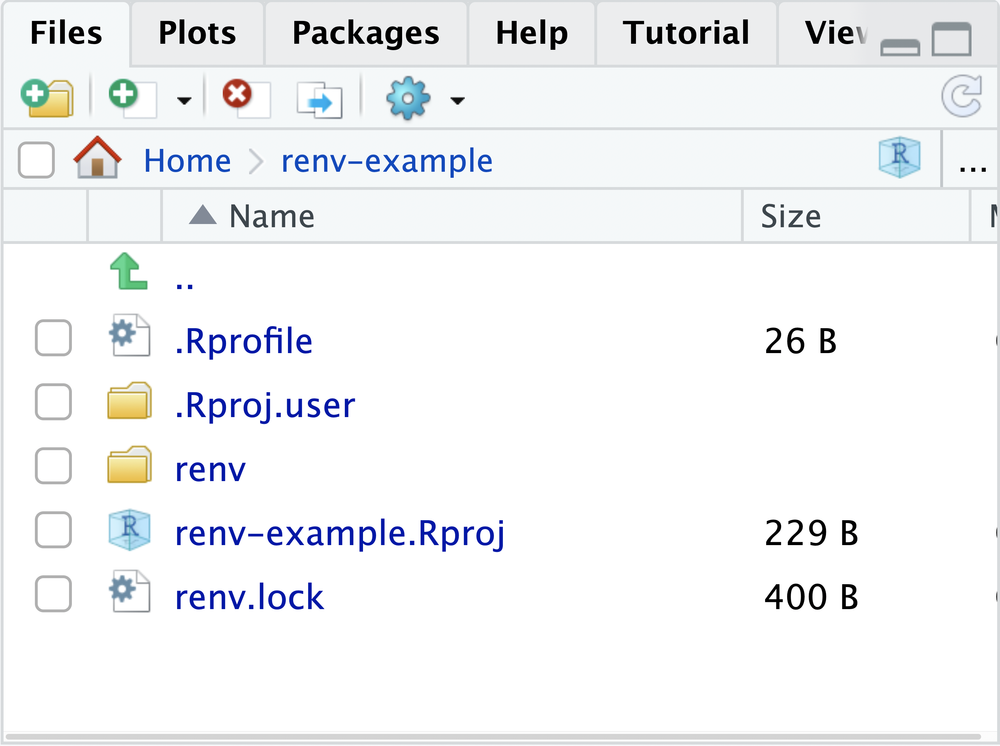 Files Plots Packages Help Tutorial
Home renv-example ...
Name Size
..
.Rprofile 26 B
.Rproj.user
renv
renv-example.Rproj 229 B
renv.lock 400 B